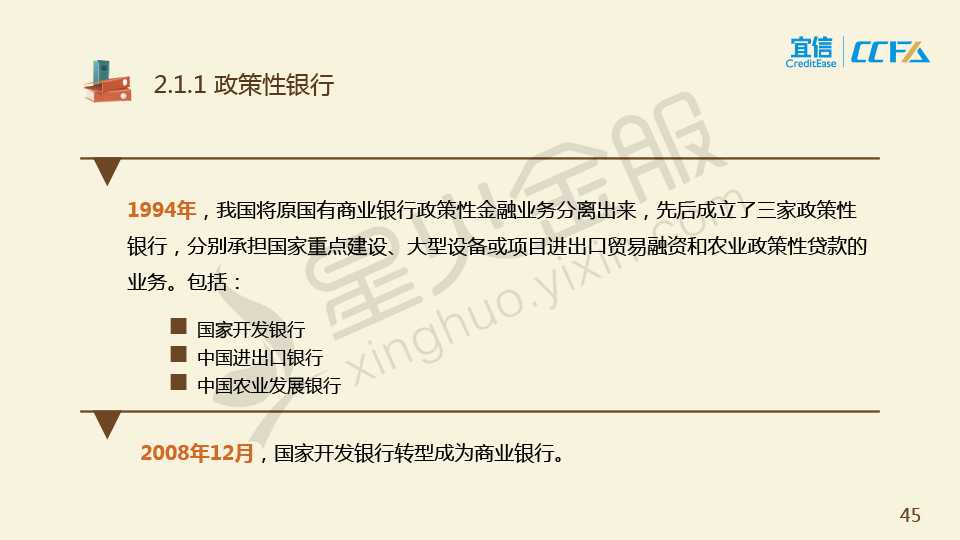 宜信
CreditEase
CCFA
2.1.1 政策性银行
1994年，我国将原国有商业银行政策性金融业务分离出来，先后成立了三家政策性
银行，分别承担国家重点建设、大型设备或项目进出口贸易融资和农业政策性贷款的
业务。包括：
国家开发银行
中国进出口银行
中国农业发展银行
2008年12月，国家开发银行转型成为商业银行。
星火金服
xinghuo.yixin.com
45